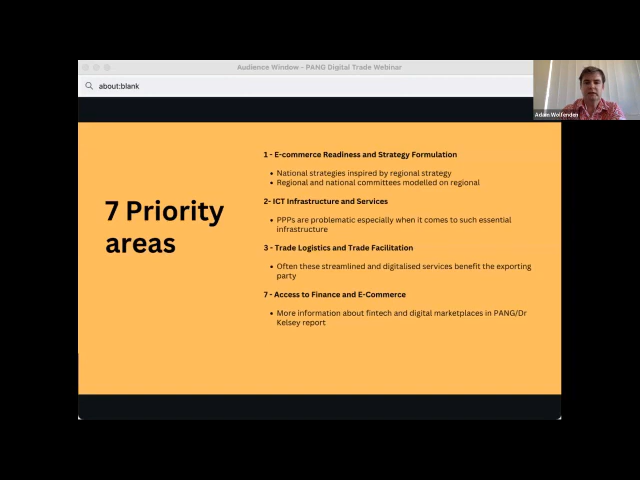 Audience Window - PANG Digital Trade Webinar
about:blank
Adam Wolfenden
7 Priority
areas
1 - E-commerce Readiness and Strategy Formulation
• National strategies inspired by regional strategy
• Regional and national committees modelled on regional
2- ICT Infrastructure and Services
• PPPs are problematic especially when it comes to such essential
infrastructure
3 - Trade Logistics and Trade Facilitation
• Often these streamlined and digitalised services benefit the exporting
party
7 - Access to Finance and E-Commerce
• More information about fintech and digital marketplaces in PANG/Dr
Kelsey report